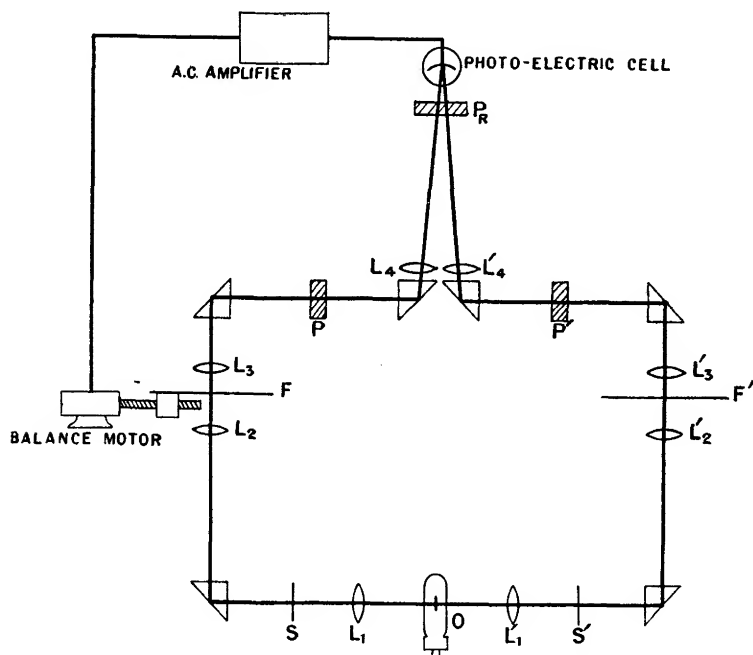 A.C. AMPLIFIER
PHOTO-ELECTRIC CELL
PR
L4
L'4
P
P'
L3
L'3
F
F'
BALANCE MOTOR
L2
L'2
S
L1
O
L'1
S'